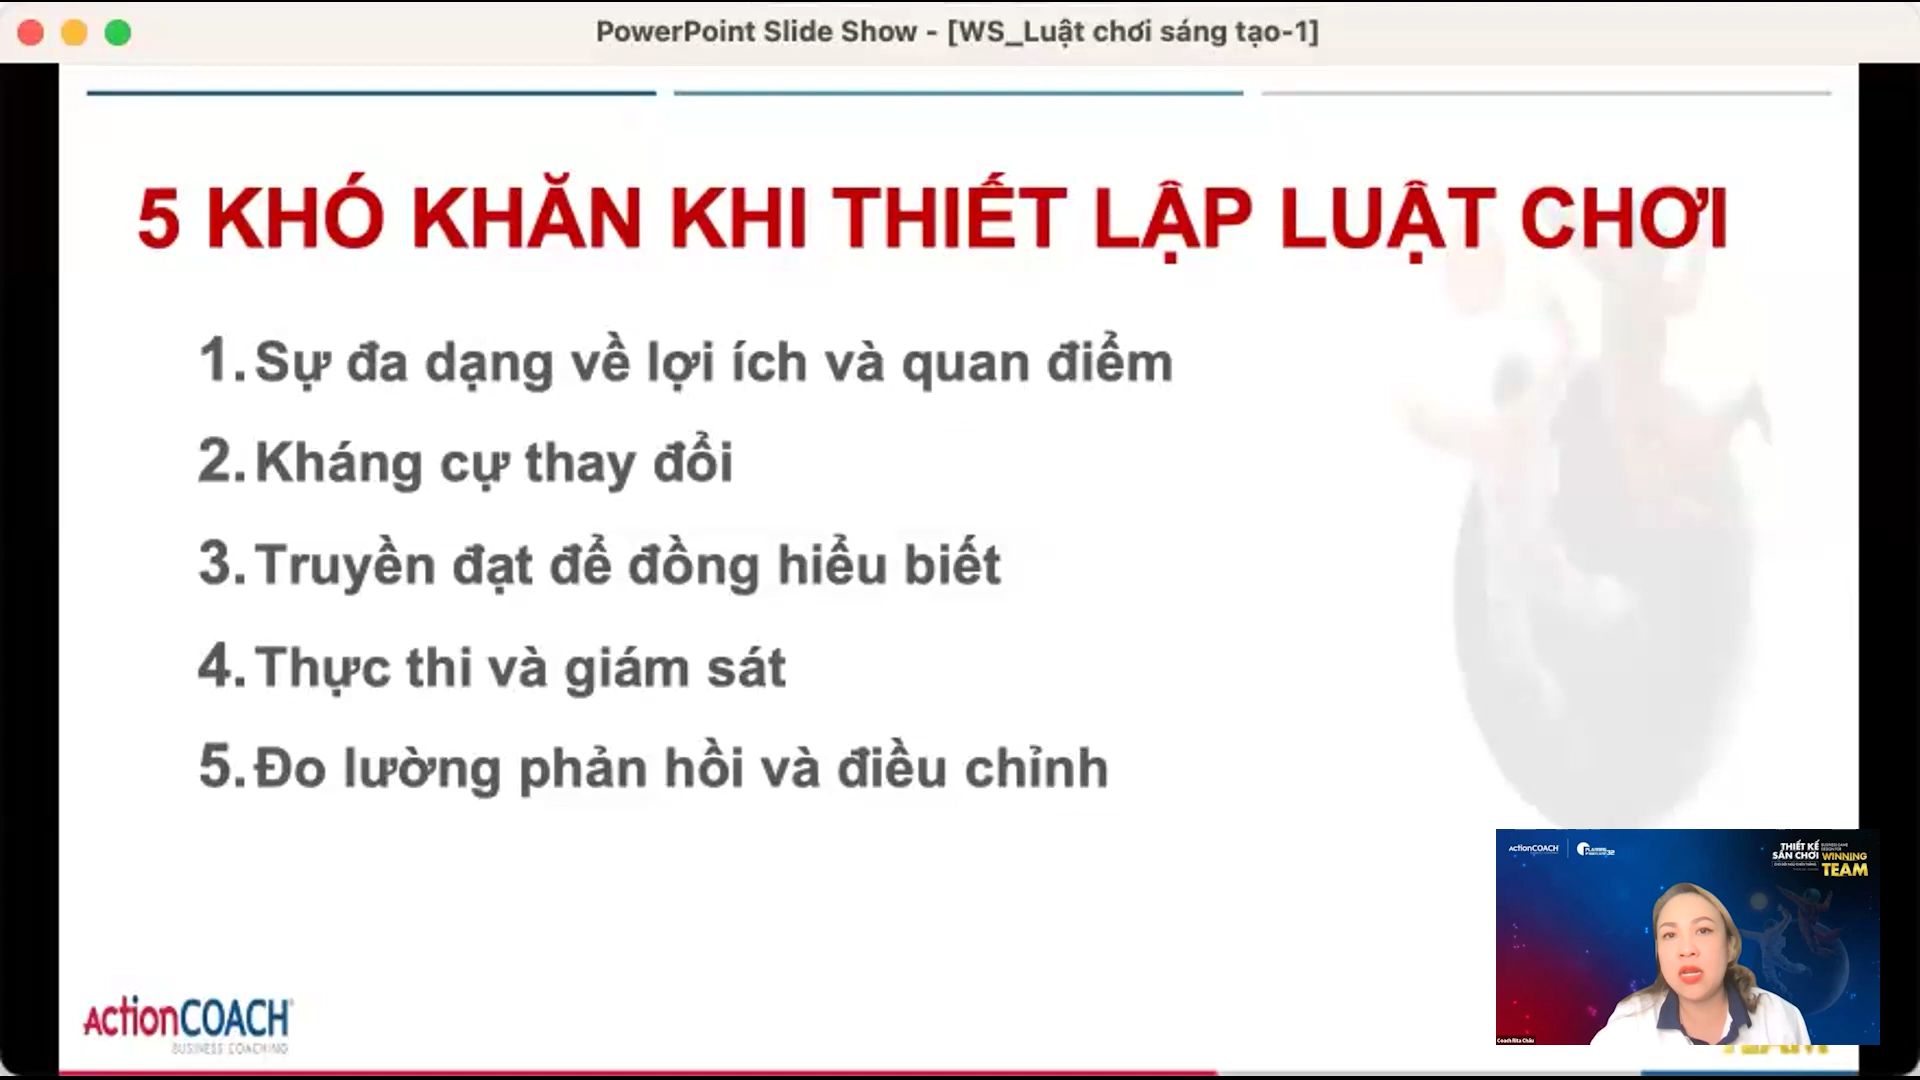 PowerPoint Slide Show - [WS_Luật chơi sáng tạo-1]
5 KHÓ KHĂN KHI THIẾT LẬP LUẬT CHƠI
1. Sự đa dạng về lợi ích và quan điểm
2. Kháng cự thay đổi
3. Truyền đạt để đồng hiểu biết
4. Thực thi và giám sát
5. Đo lường phản hồi và điều chỉnh
ActionCOACH
BUSINESS COACHING
ActionCOACH
THIẾT KẾ
SÂN CHƠI
WINNING
TEAM
Coach Rita Châu